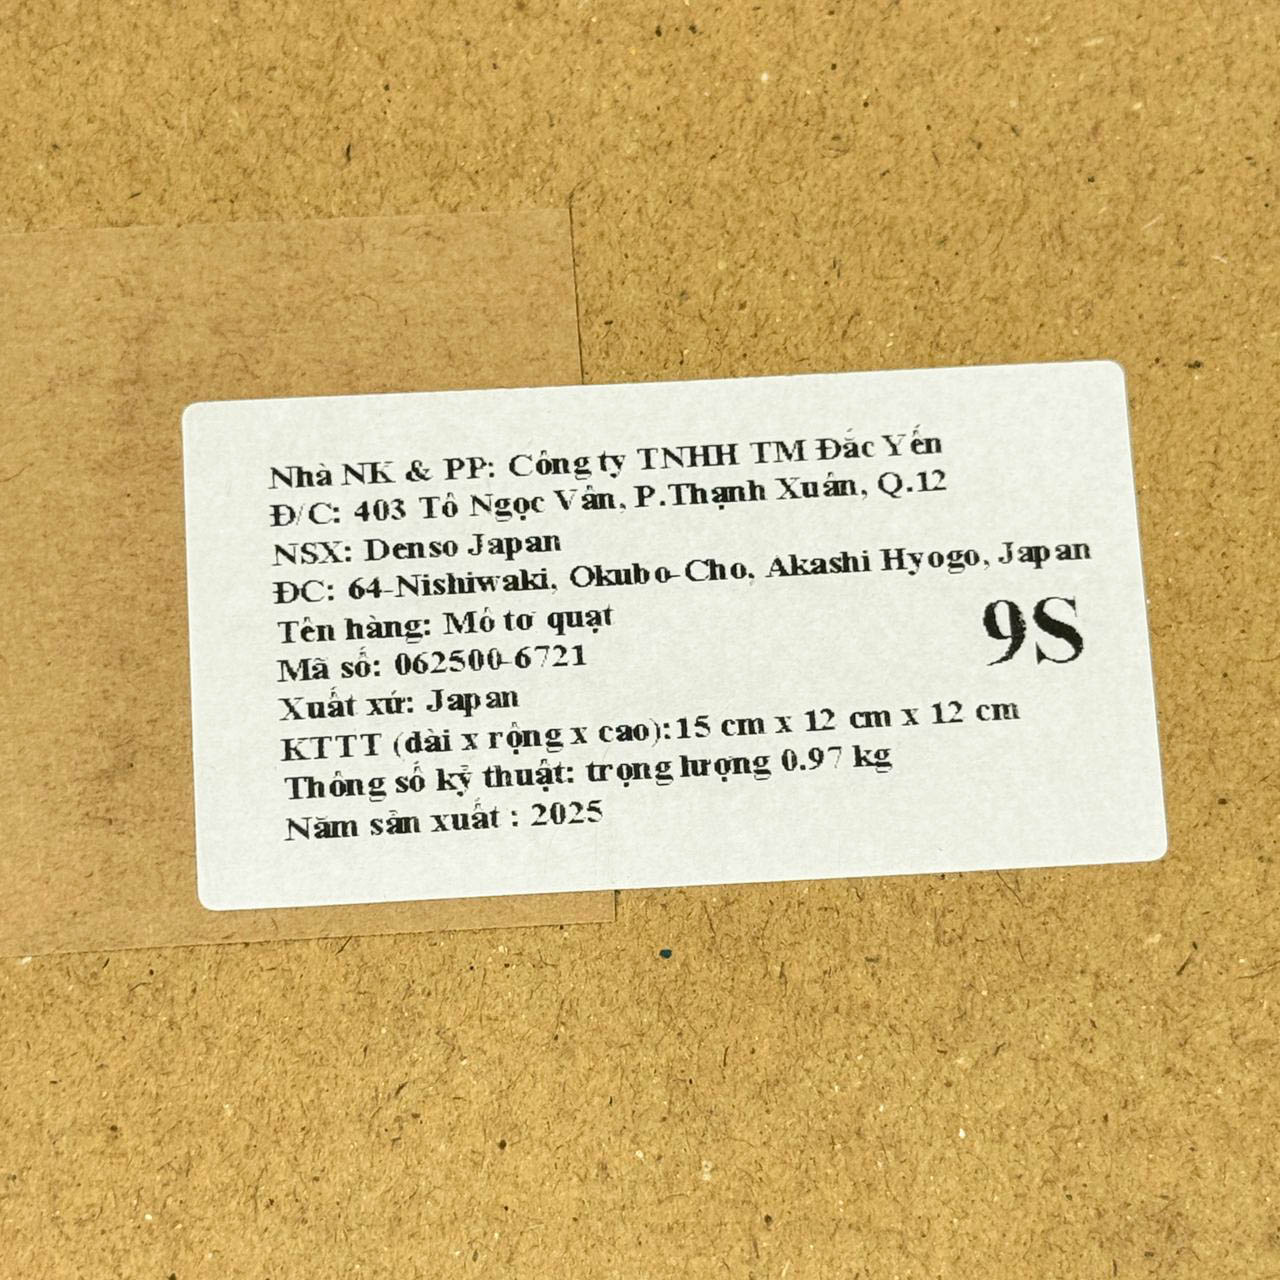 Nhà NK & PP: Công ty TNHH TM Đắc Yến
Đ/C: 403 Tô Ngọc Vân, P.Thạnh Xuân, Q.12
NSX: Denso Japan
ĐC: 64-Nishiwaki, Okubo-Cho, Akashi Hyogo, Japan
Tên hàng: Mô tơ quạt
Mã số: 062500-6721
9S
Xuất xứ: Japan
KTTT (dài x rộng x cao):15 cm x 12 cm x 12 cm
Thông số kỹ thuật: trọng lượng 0.97 kg
Năm sản xuất : 2025